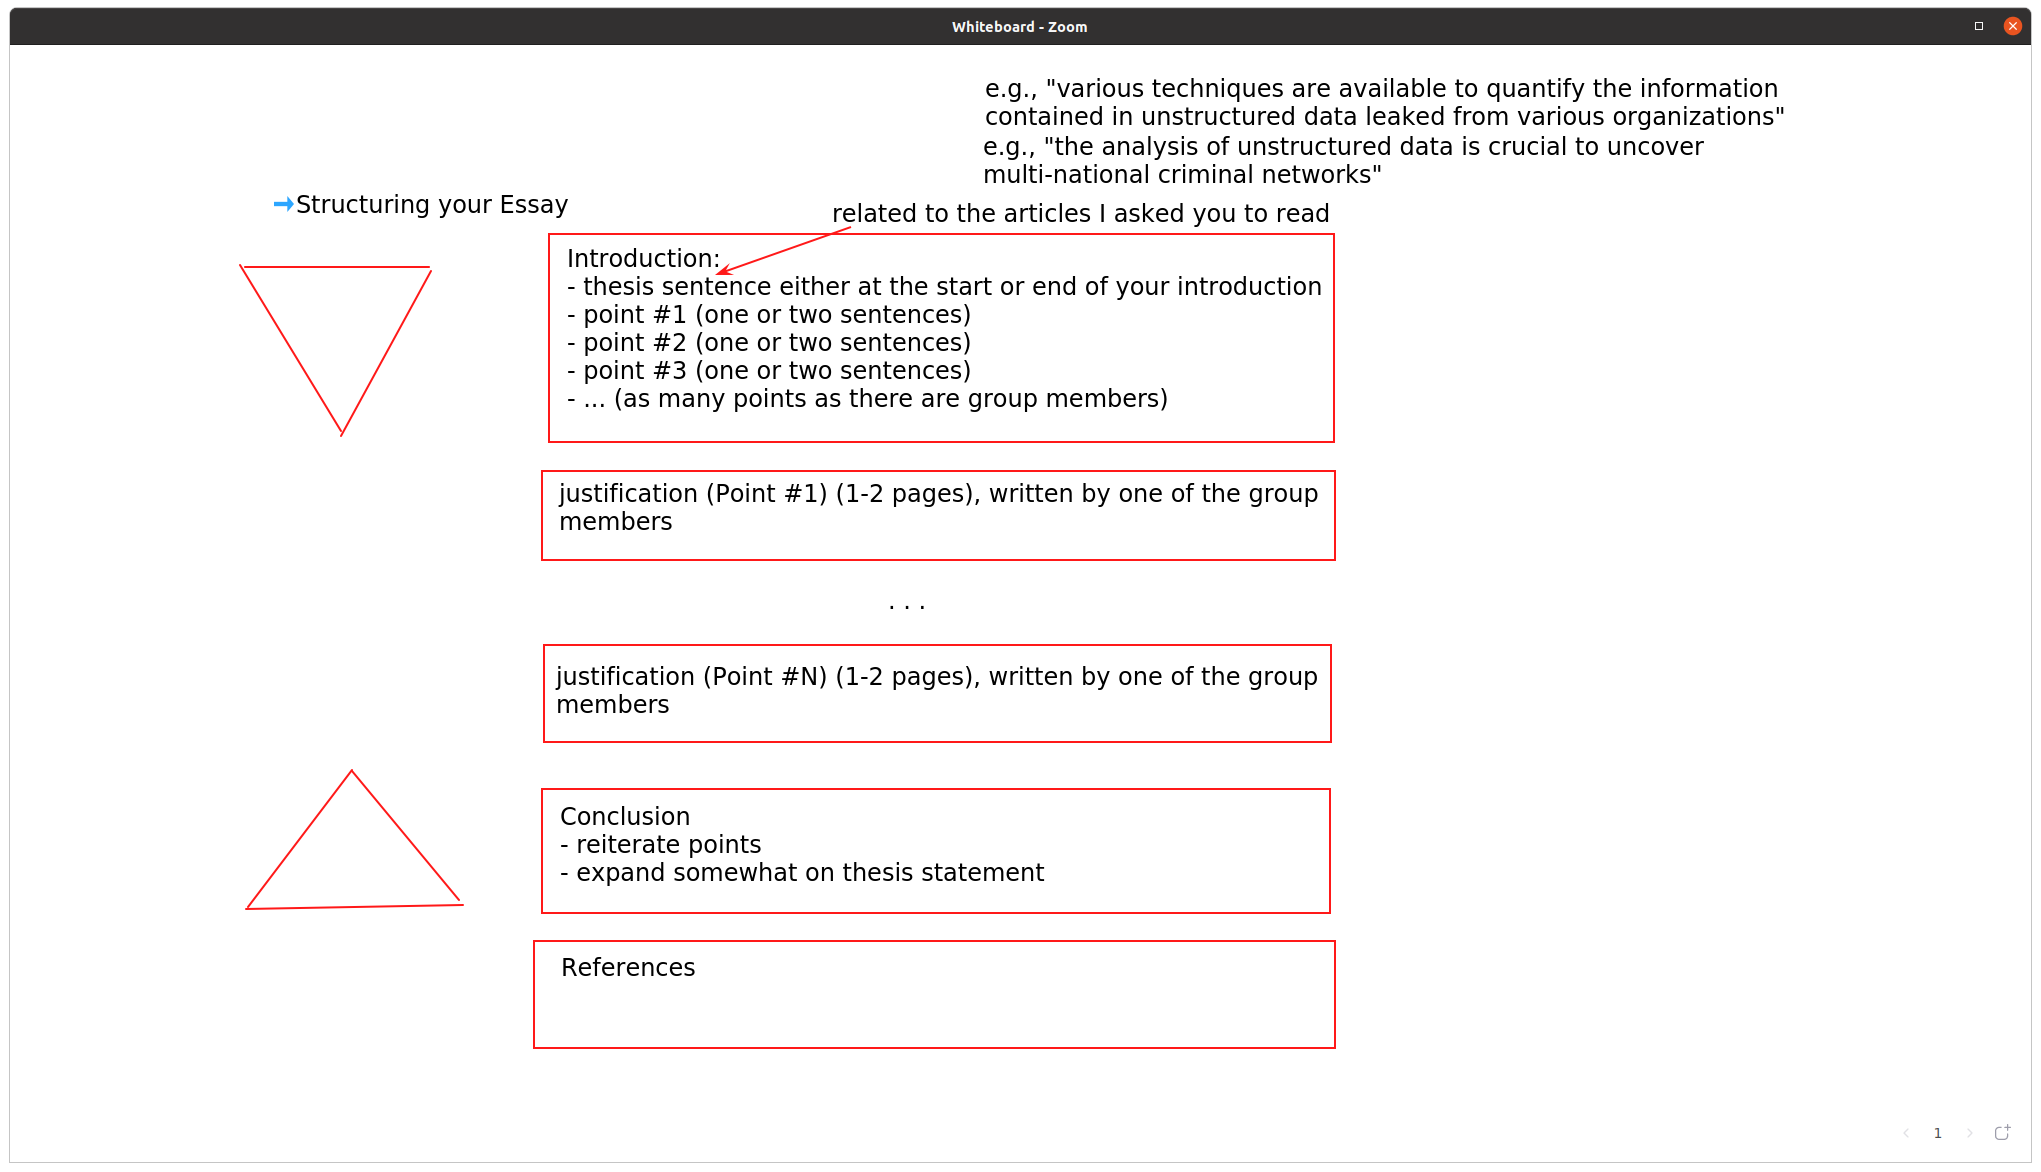 Whiteboard - Zoom
e.g., "various techniques are available to quantify the information
contained in unstructured data leaked from various organizations"
e.g., "the analysis of unstructured data is crucial to uncover
multi-national criminal networks"
Structuring your Essay
related to the articles I asked you to read
Introduction:
- thesis sentence either at the start or end of your introduction
- point #1 (one or two sentences)
- point #2 (one or two sentences)
- point #3 (one or two sentences)
- ... (as many points as there are group members)
justification (Point #1) (1-2 pages), written by one of the group
members
. . .
justification (Point #N) (1-2 pages), written by one of the group
members
Conclusion
- reiterate points
- expand somewhat on thesis statement
References
1